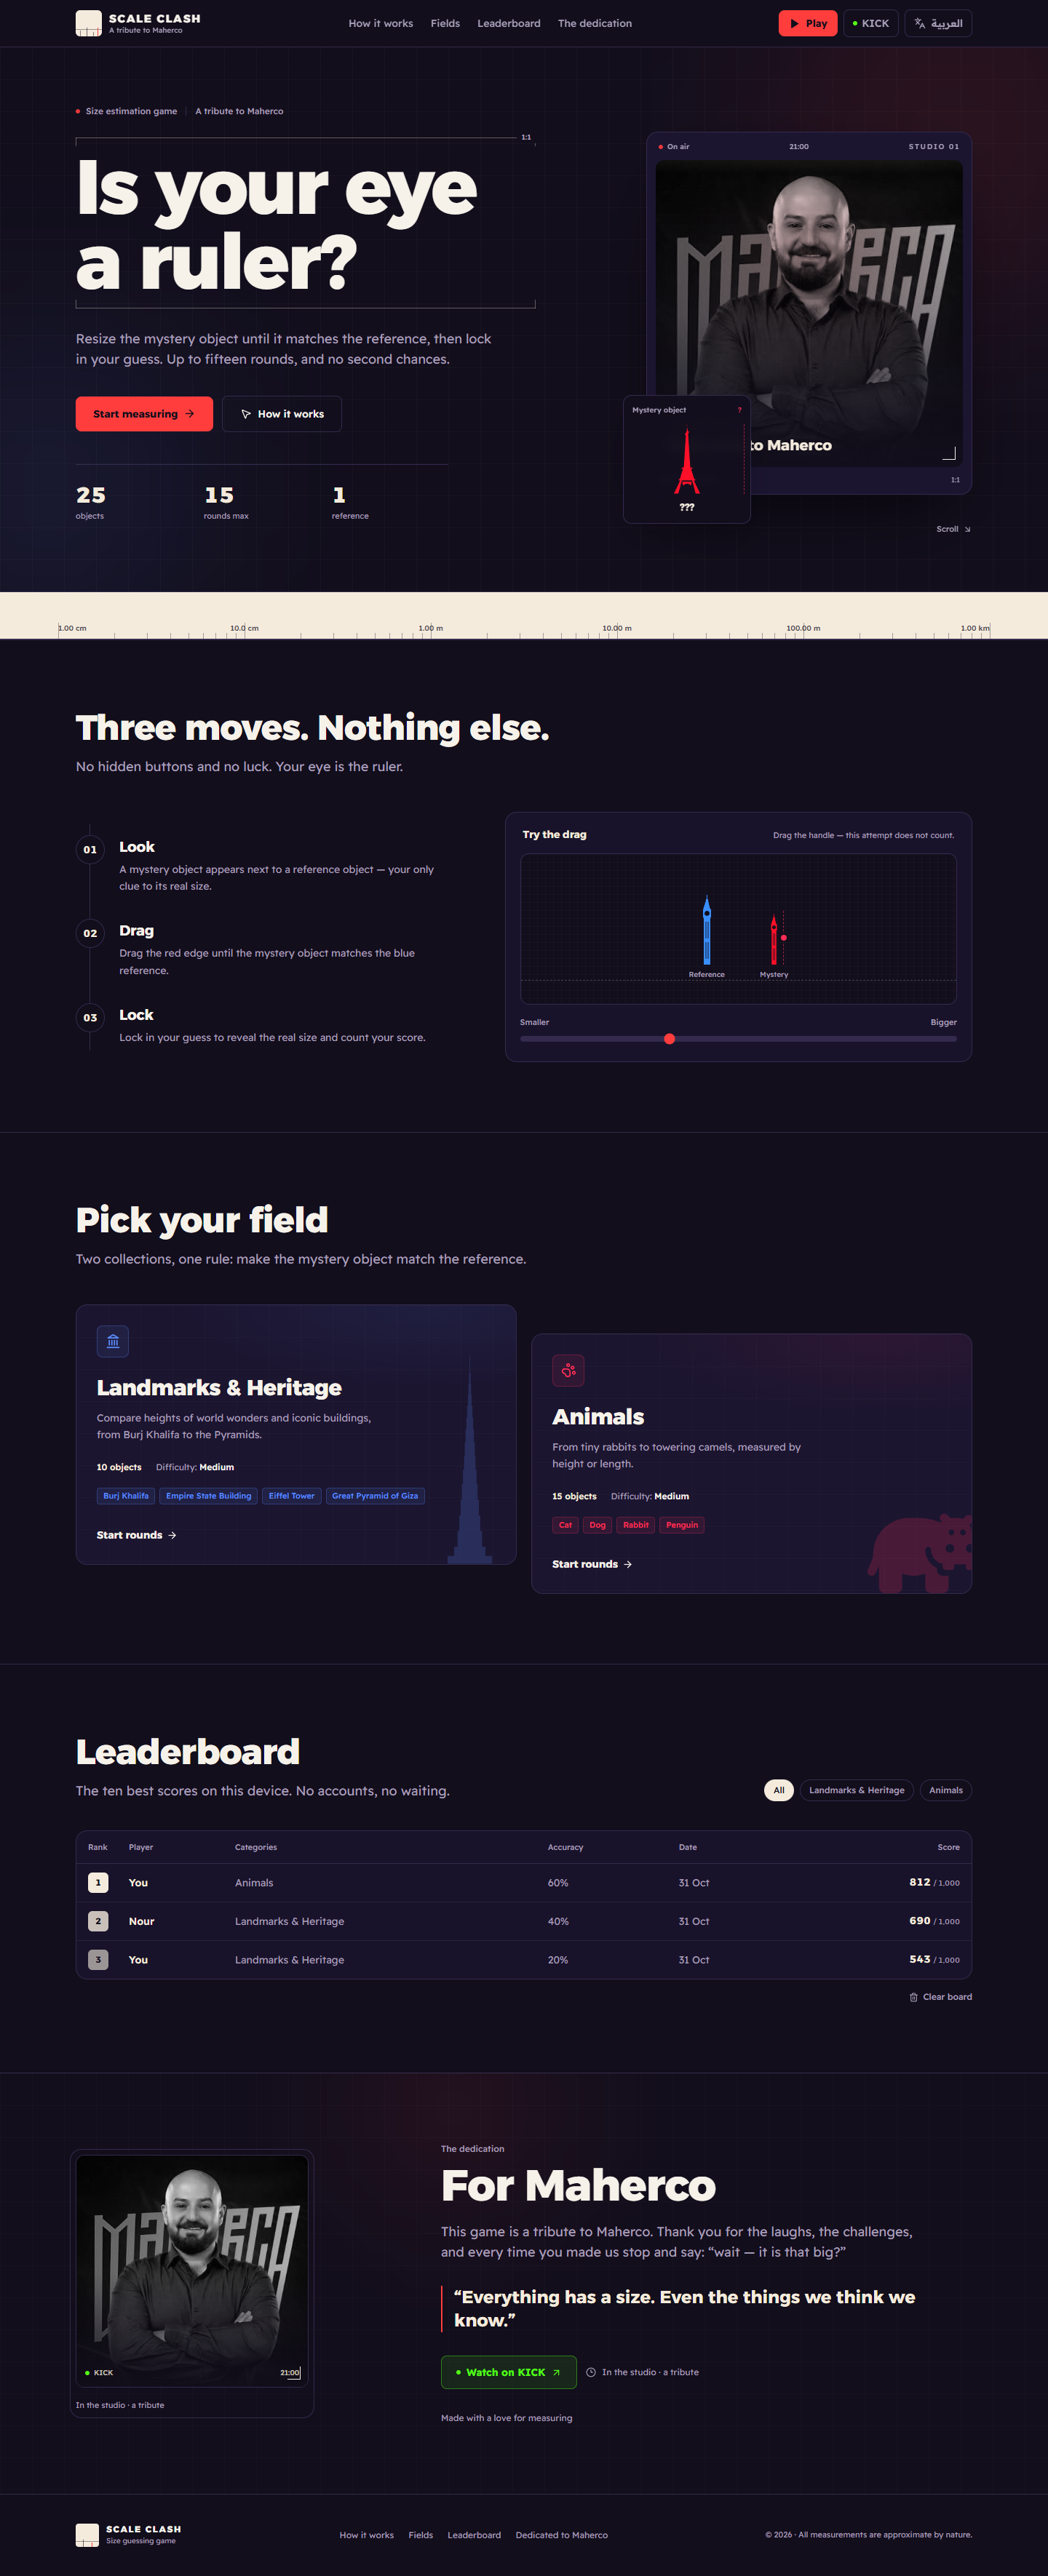 SCALE CLASH
A tribute to Maherco
How it works
Fields
Leaderboard
The dedication
Play
KICK
العربية
Size estimation game
A tribute to Maherco
1:1
Is your eye
a ruler?
Resize the mystery object until it matches the reference, then lock
in your guess. Up to fifteen rounds, and no second chances.
Start measuring
How it works
25
objects
15
rounds max
1
reference
On air
21:00
STUDIO 01
to Maherco
1:1
Mystery object
?
???
Scroll
1.00 cm
10.0 cm
1.00 m
10.00 m
100.00 m
1.00 km
Three moves. Nothing else.
No hidden buttons and no luck. Your eye is the ruler.
01
Look
A mystery object appears next to a reference object — your only
clue to its real size.
02
Drag
Drag the red edge until the mystery object matches the blue
reference.
03
Lock
Lock in your guess to reveal the real size and count your score.
Try the drag
Drag the handle — this attempt does not count.
Reference
Mystery
Smaller
Bigger
Pick your field
Two collections, one rule: make the mystery object match the reference.
Landmarks & Heritage
Compare heights of world wonders and iconic buildings,
from Burj Khalifa to the Pyramids.
10 objects
Difficulty: Medium
Burj Khalifa
Empire State Building
Eiffel Tower
Great Pyramid of Giza
Start rounds
Animals
From tiny rabbits to towering camels, measured by
height or length.
15 objects
Difficulty: Medium
Cat
Dog
Rabbit
Penguin
Start rounds
Leaderboard
The ten best scores on this device. No accounts, no waiting.
All
Landmarks & Heritage
Animals
Rank Player Categories Accuracy Date Score
1 You Animals 60% 31 Oct 812 / 1,000
2 Nour Landmarks & Heritage 40% 31 Oct 690 / 1,000
3 You Landmarks & Heritage 20% 31 Oct 543 / 1,000
Clear board
KICK
21:00
In the studio · a tribute
The dedication
For Maherco
This game is a tribute to Maherco. Thank you for the laughs, the challenges,
and every time you made us stop and say: “wait — it is that big?”
“Everything has a size. Even the things we think we
know.”
Watch on KICK
In the studio · a tribute
Made with a love for measuring
SCALE CLASH
Size guessing game
How it works
Fields
Leaderboard
Dedicated to Maherco
© 2026 · All measurements are approximate by nature.